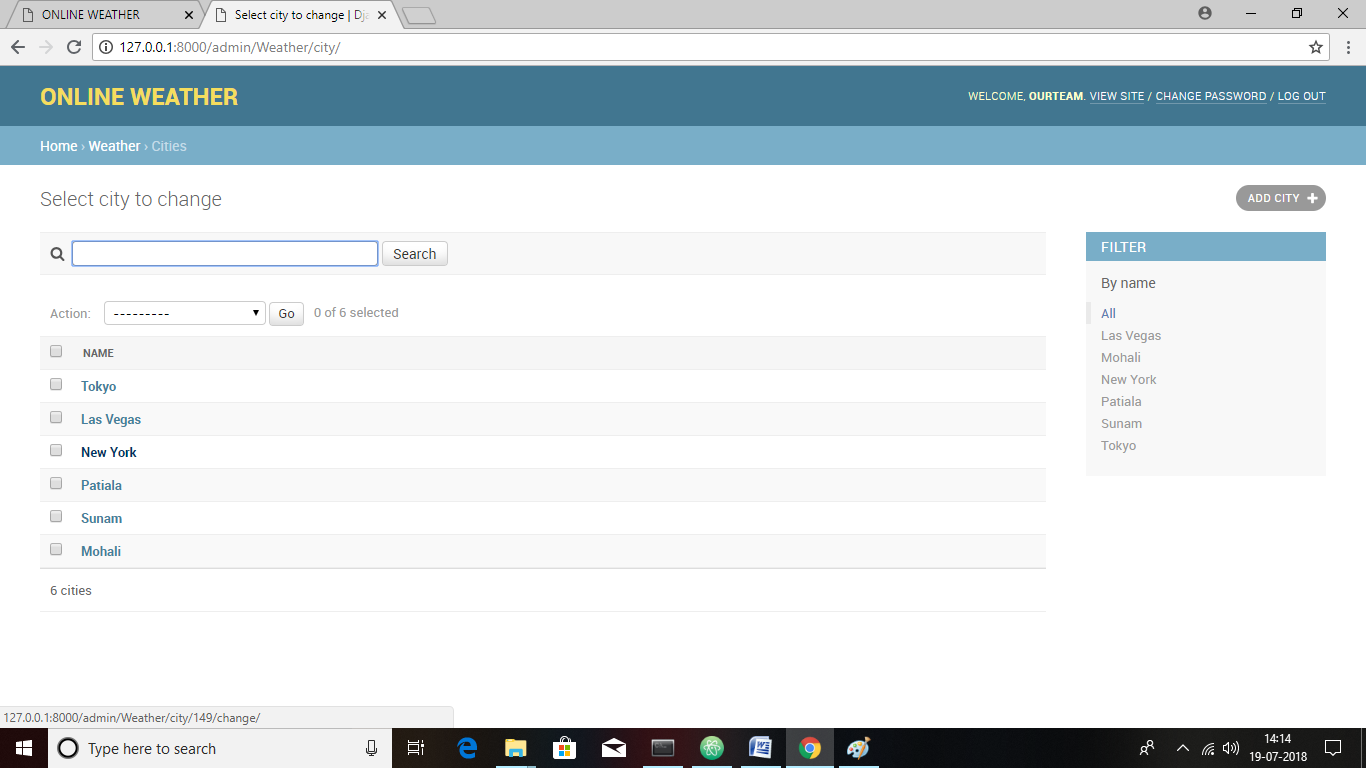 ONLINE WEATHER
Select city to change | Dja
127.0.0.1:8000/admin/Weather/city/
ONLINE WEATHER
WELCOME, OURTEAM. VIEW SITE / CHANGE PASSWORD / LOG OUT
Home › Weather › Cities
Select city to change
ADD CITY +
Search
Action: --------- Go 0 of 6 selected
NAME
Tokyo
Las Vegas
New York
Patiala
Sunam
Mohali
6 cities
FILTER
By name
All
Las Vegas
Mohali
New York
Patiala
Sunam
Tokyo
127.0.0.1:8000/admin/Weather/city/149/change/
Type here to search
14:14
19-07-2018